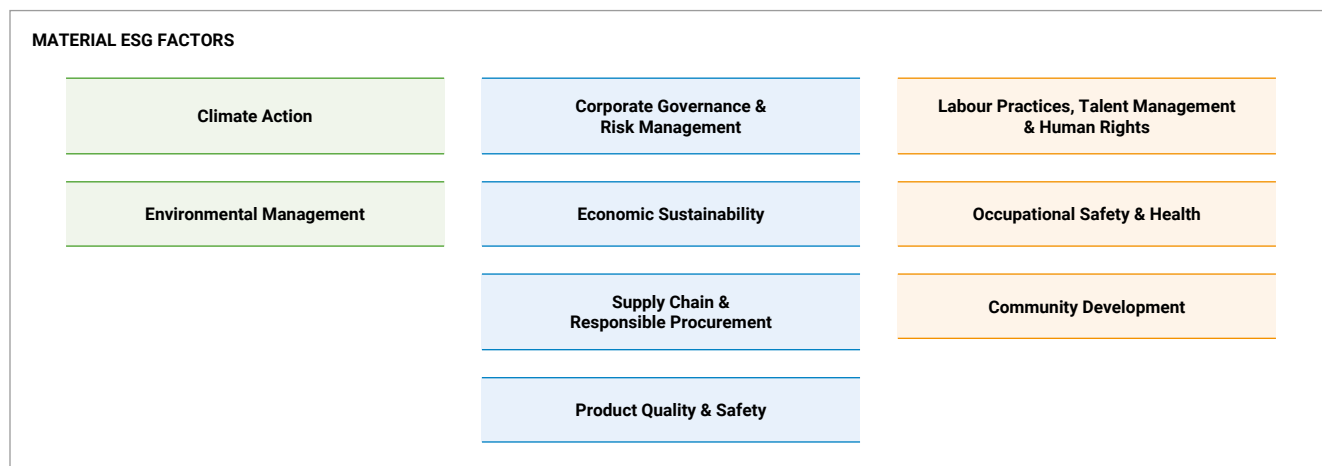 MATERIAL ESG FACTORS
Climate Action
Environmental Management
Corporate Governance &
Risk Management
Economic Sustainability
Supply Chain &
Responsible Procurement
Product Quality & Safety
Labour Practices, Talent Management
& Human Rights
Occupational Safety & Health
Community Development